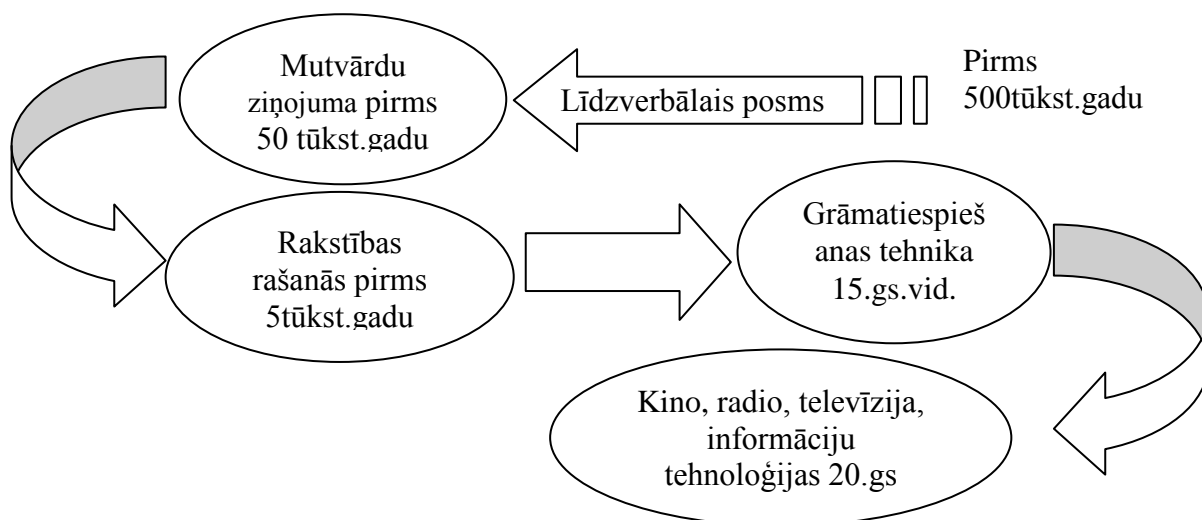 Pirms
500tūkst.gadu
Līdzverbālais posms
Mutvārdu
ziņojuma pirms
50 tūkst.gadu
Rakstības
rašanās pirms
5tūkst.gadu
Grāmatiespieš
anas tehnika
15.gs.vid.
Kino, radio, televīzija,
informāciju
tehnoloģijas 20.gs